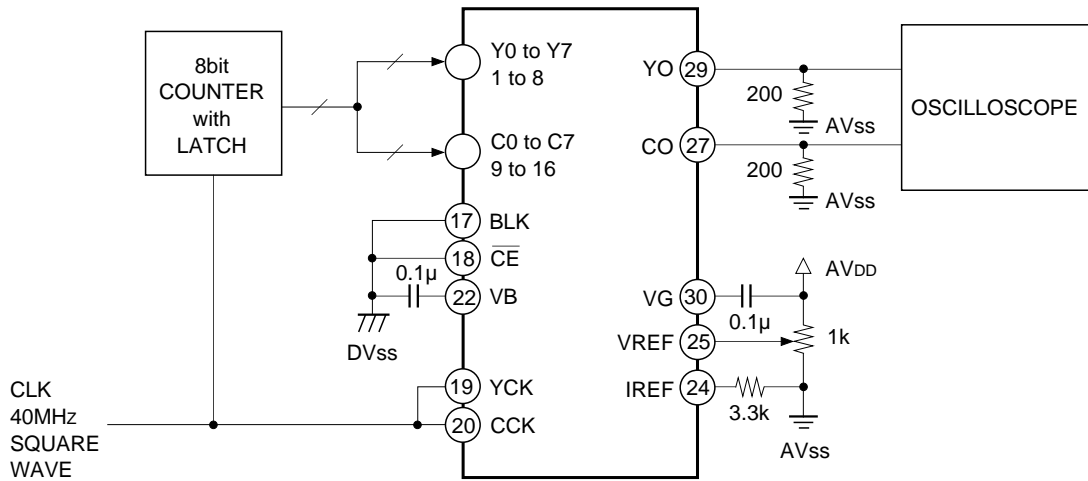 8bit
COUNTER
with
LATCH
Y0 to Y7
1 to 8
C0 to C7
9 to 16
17 BLK
18 CE
0.1µ
22 VB
DVss
19 YCK
20 CCK
CLK
40MHz
SQUARE
WAVE
YO 29
200
AVss
CO 27
200
AVss
OSCILLOSCOPE
AVDD
VG 30
0.1µ
VREF 25
1k
IREF 24
3.3k
AVss